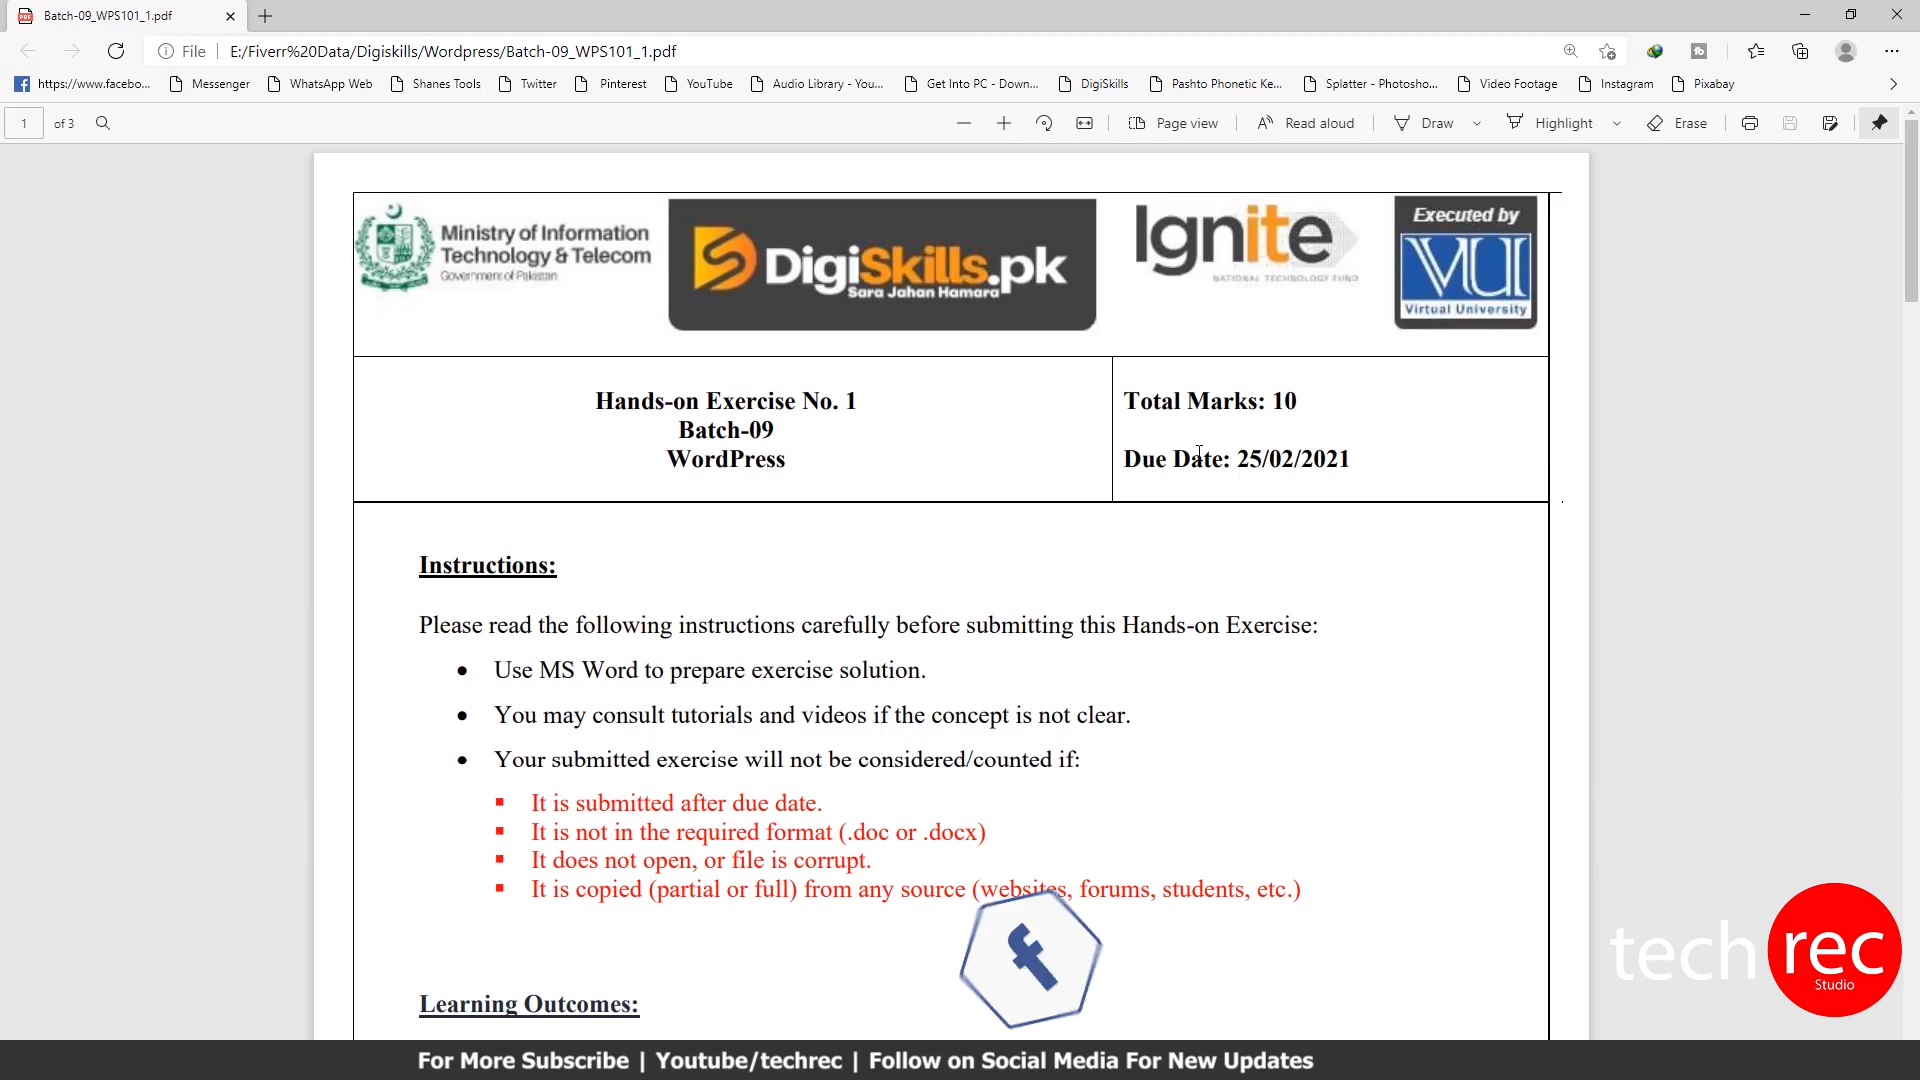 Batch-09_WPS101_1.pdf
File
E:/Fiverr%20Data/Digiskills/Wordpress/Batch-09_WPS101_1.pdf
https://www.facebo... Messenger WhatsApp Web Shanes Tools Twitter Pinterest YouTube Audio Library - You... Get Into PC - Down... DigiSkills Pashto Phonetic Ke... Splatter - Photosho... Video Footage Instagram Pixabay
1 of 3 Page view Read aloud Draw Highlight Erase
Ministry of Information
Technology & Telecom
Government of Pakistan
DigiSkills.pk
Sara Jahan Hamara
Ignite
NATIONAL TECHNOLOGY FUND
Executed by
VU
Virtual University
Hands-on Exercise No. 1
Batch-09
WordPress
Total Marks: 10
Due Date: 25/02/2021
Instructions:
Please read the following instructions carefully before submitting this Hands-on Exercise:
• Use MS Word to prepare exercise solution.
• You may consult tutorials and videos if the concept is not clear.
• Your submitted exercise will not be considered/counted if:
▪ It is submitted after due date.
▪ It is not in the required format (.doc or .docx)
▪ It does not open, or file is corrupt.
▪ It is copied (partial or full) from any source (websites, forums, students, etc.)
Learning Outcomes:
f
tech rec
Studio
For More Subscribe | Youtube/techrec | Follow on Social Media For New Updates